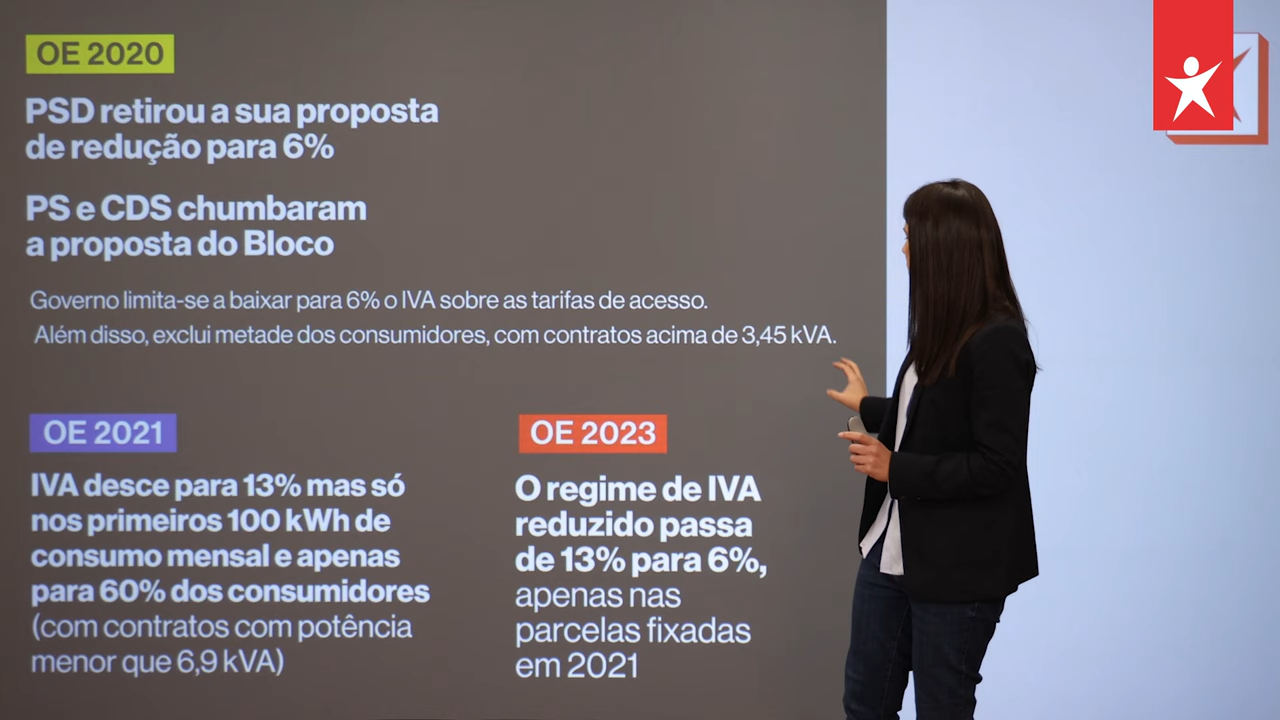 OE 2020
PSD retirou a sua proposta
de redução para 6%
PS e CDS chumbaram
a proposta do Bloco
Governo limita-se a baixar para 6% o IVA sobre as tarifas de acesso.
Além disso, exclui metade dos consumidores, com contratos acima de 3,45 kVA.
OE 2021
IVA desce para 13% mas só
nos primeiros 100 kWh de
consumo mensal e apenas
para 60% dos consumidores
(com contratos com potência
menor que 6,9 kVA)
OE 2023
O regime de IVA
reduzido passa
de 13% para 6%,
apenas nas
parcelas fixadas
em 2021